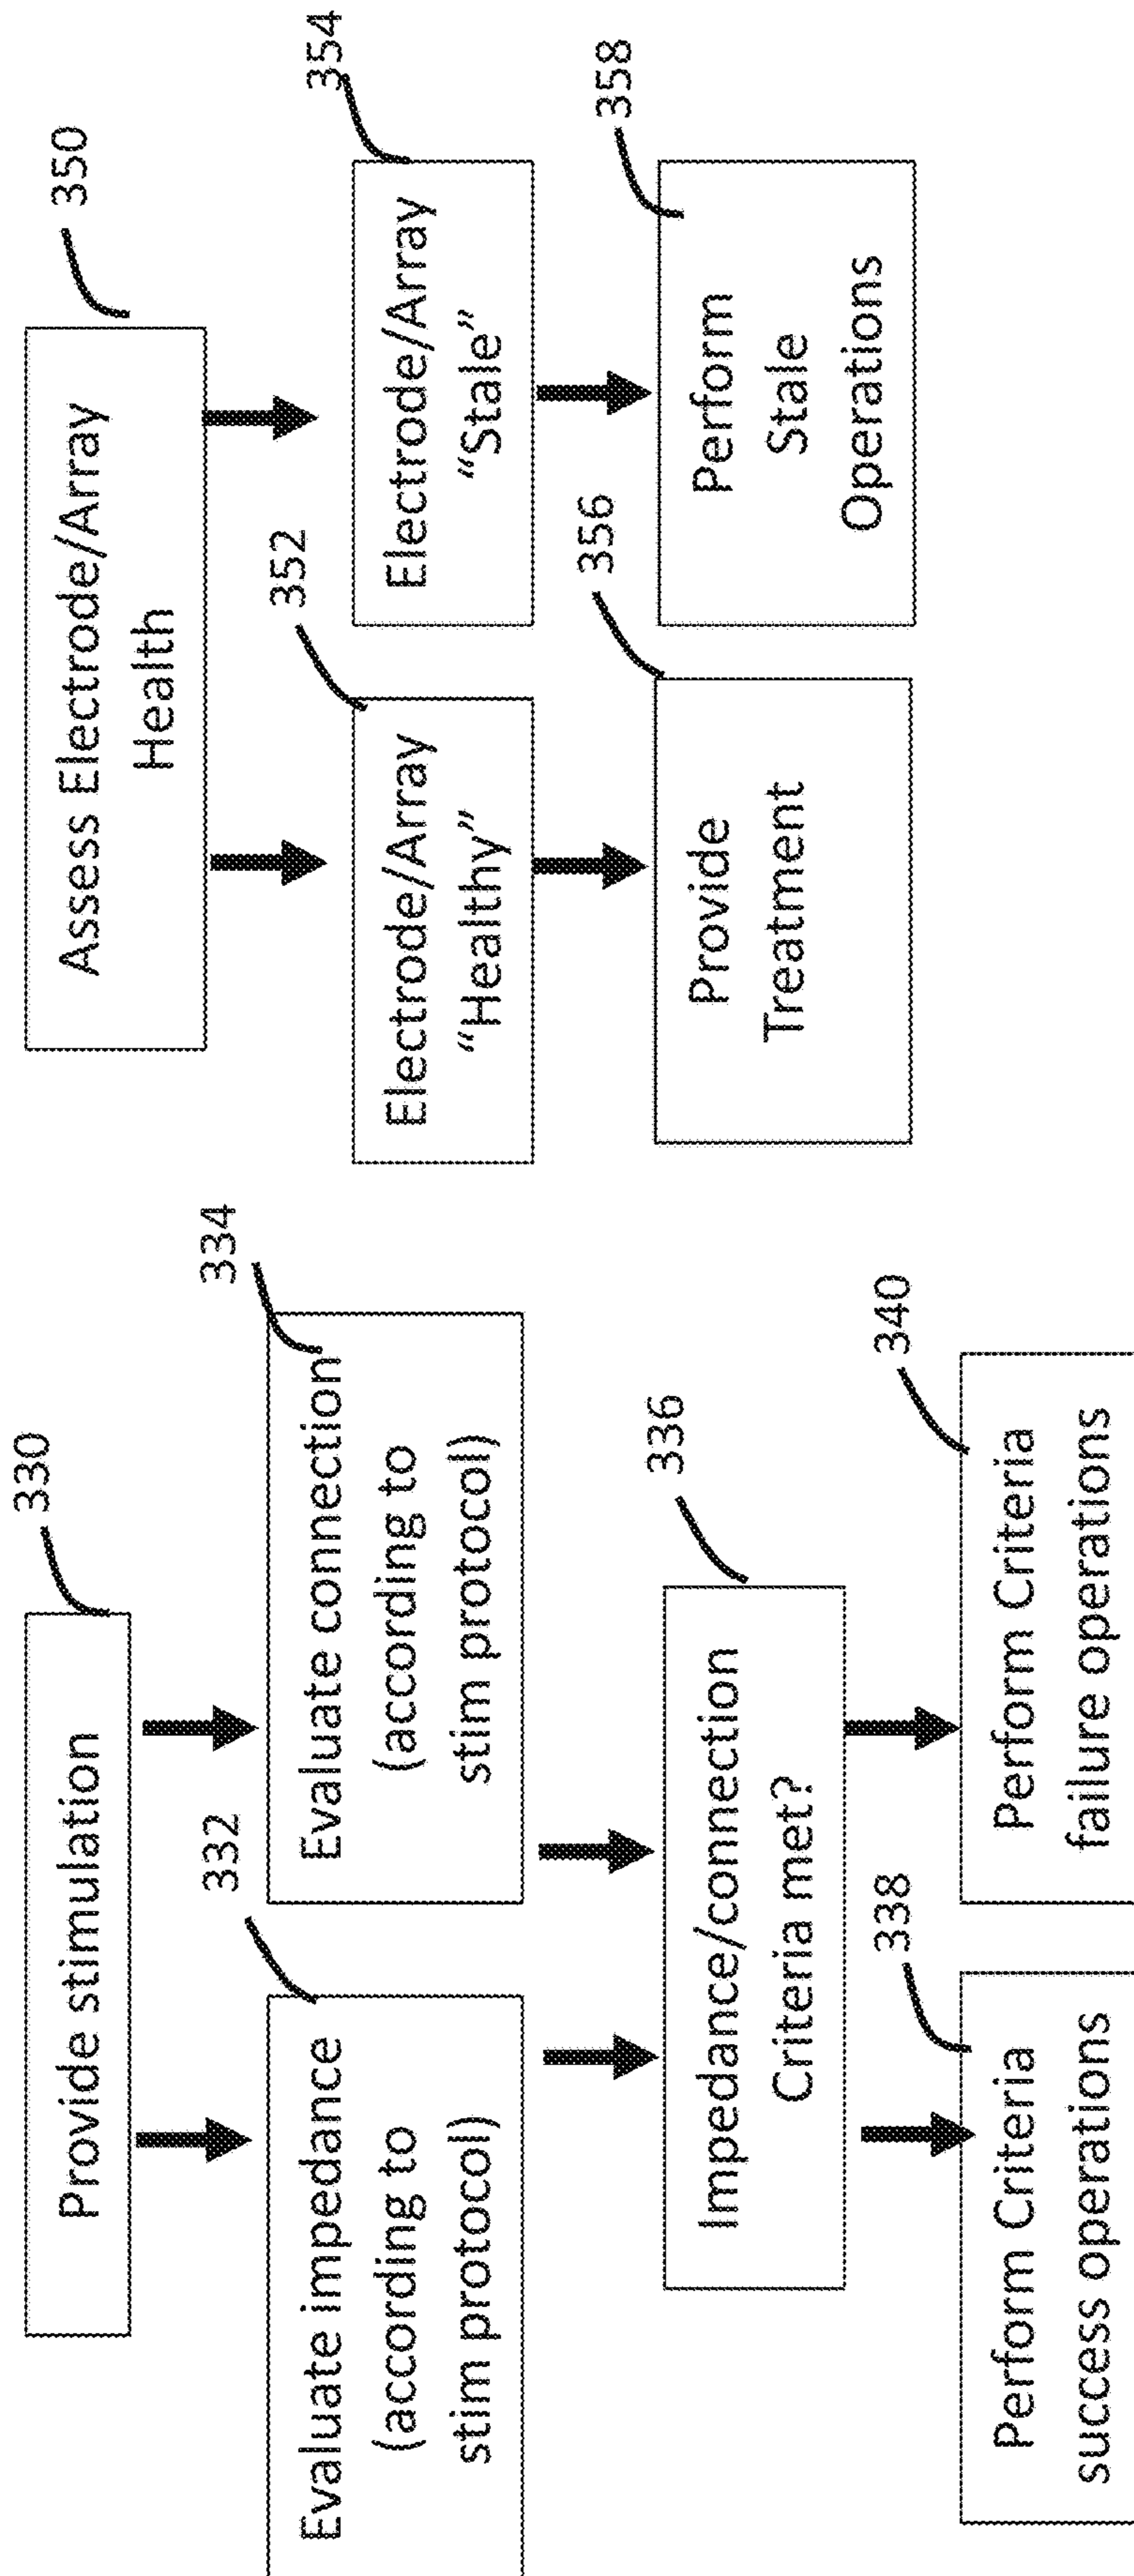 330
Provide stimulation
332
Evaluate impedance
(according to
stim protocol)
334
Evaluate connection
(according to
stim protocol)
336
Impedance/connection
Criteria met?
338
Perform Criteria
success operations
340
Perform Criteria
failure operations
350
Assess Electrode/Array
Health
352
Electrode/Array
“Healthy”
354
Electrode/Array
“Stale”
356
Provide
Treatment
358
Perform
Stale
Operations